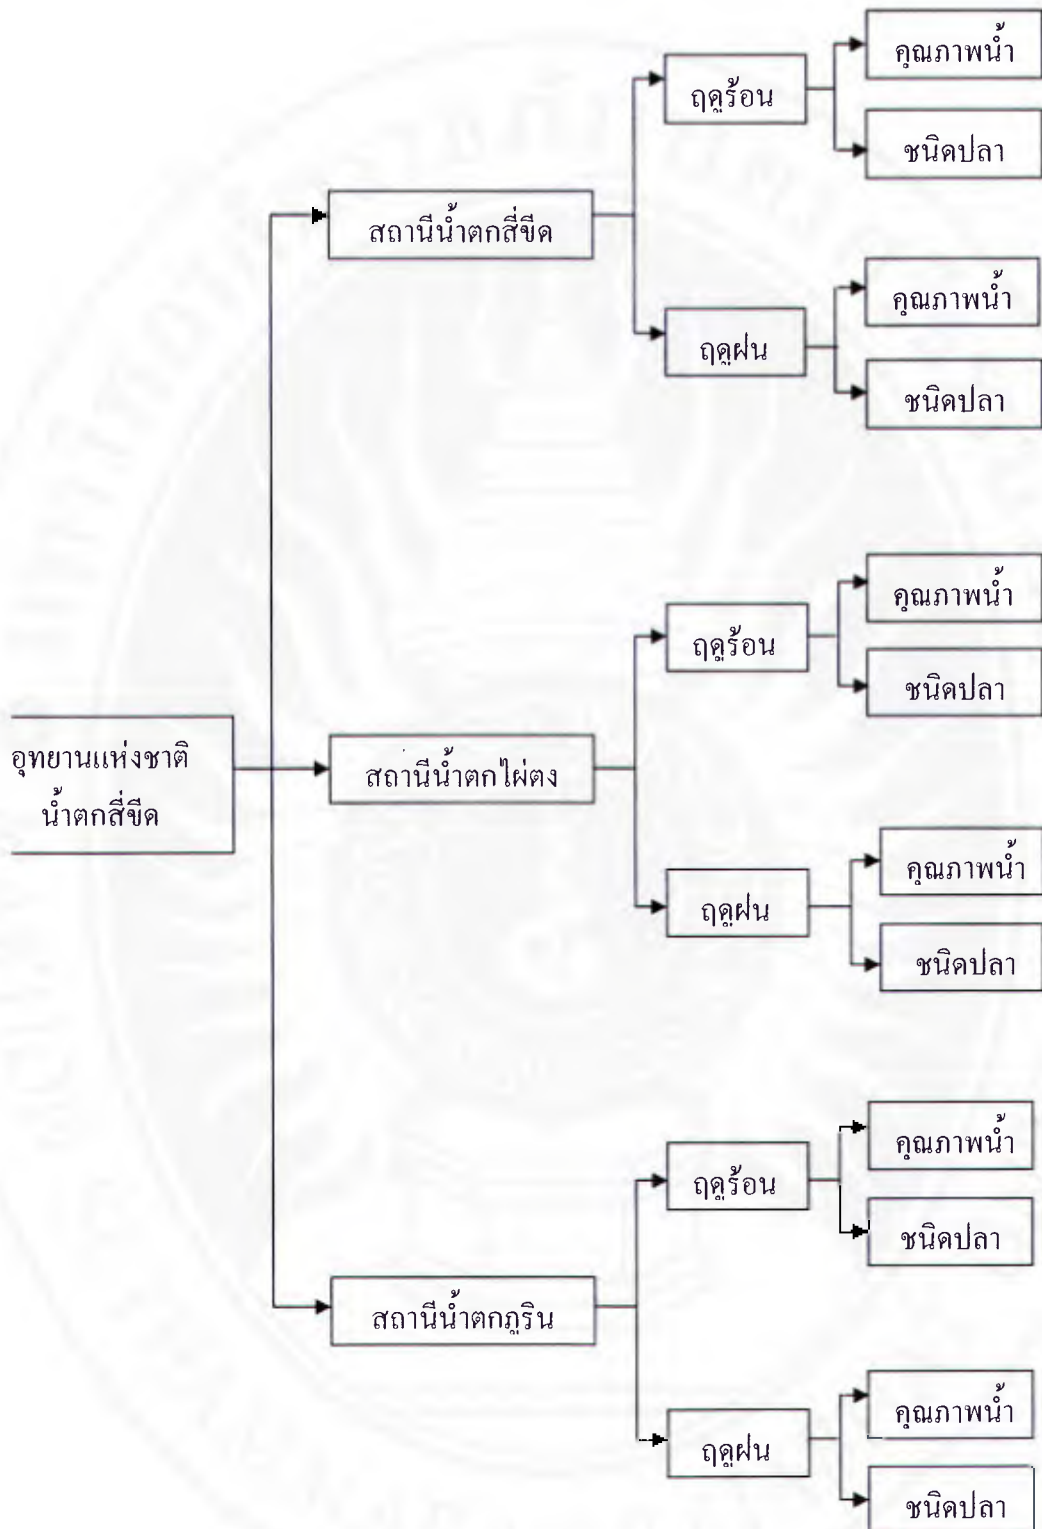 คุณภาพน้ำ
ฤดูร้อน
ชนิดปลา
สถานีน้ำตกสี่ขีด
คุณภาพน้ำ
ฤดูฝน
ชนิดปลา
คุณภาพน้ำ
ฤดูร้อน
ชนิดปลา
อุทยานแห่งชาติ
น้ำตกสี่ขีด
สถานีน้ำตกไผ่ตง
คุณภาพน้ำ
ฤดูฝน
ชนิดปลา
คุณภาพน้ำ
ฤดูร้อน
ชนิดปลา
สถานีน้ำตกภูริน
คุณภาพน้ำ
ฤดูฝน
ชนิดปลา